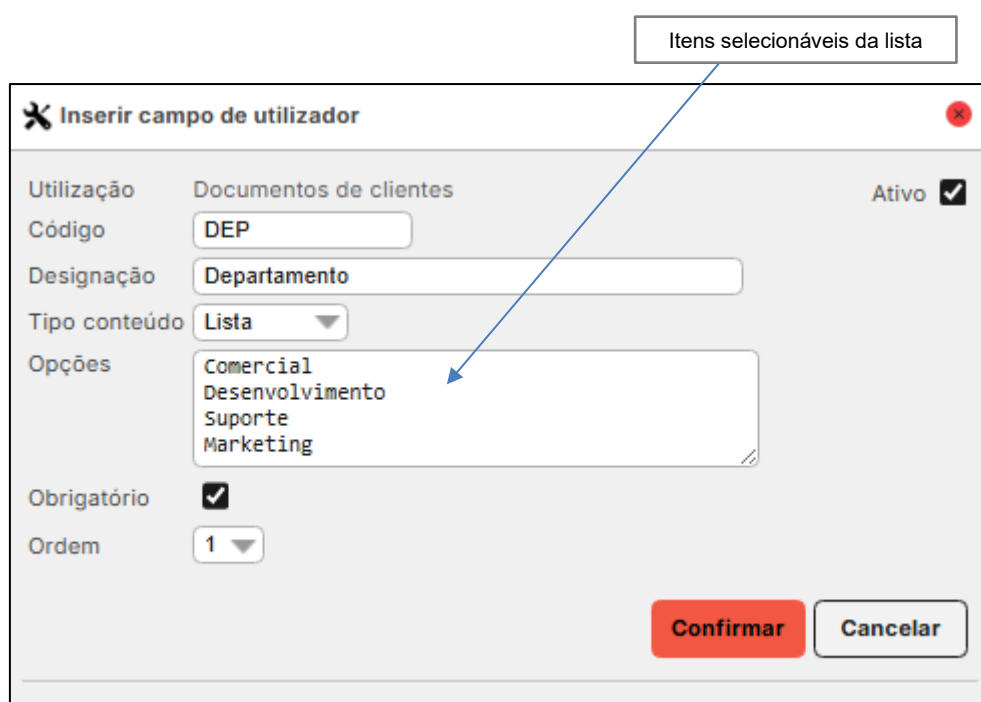 Itens selecionáveis da lista
Inserir campo de utilizador
Utilização Documentos de clientes Ativo
Código DEP
Designação Departamento
Tipo conteúdo Lista
Opções Comercial
Desenvolvimento
Suporte
Marketing
Obrigatório
Ordem 1
Confirmar Cancelar